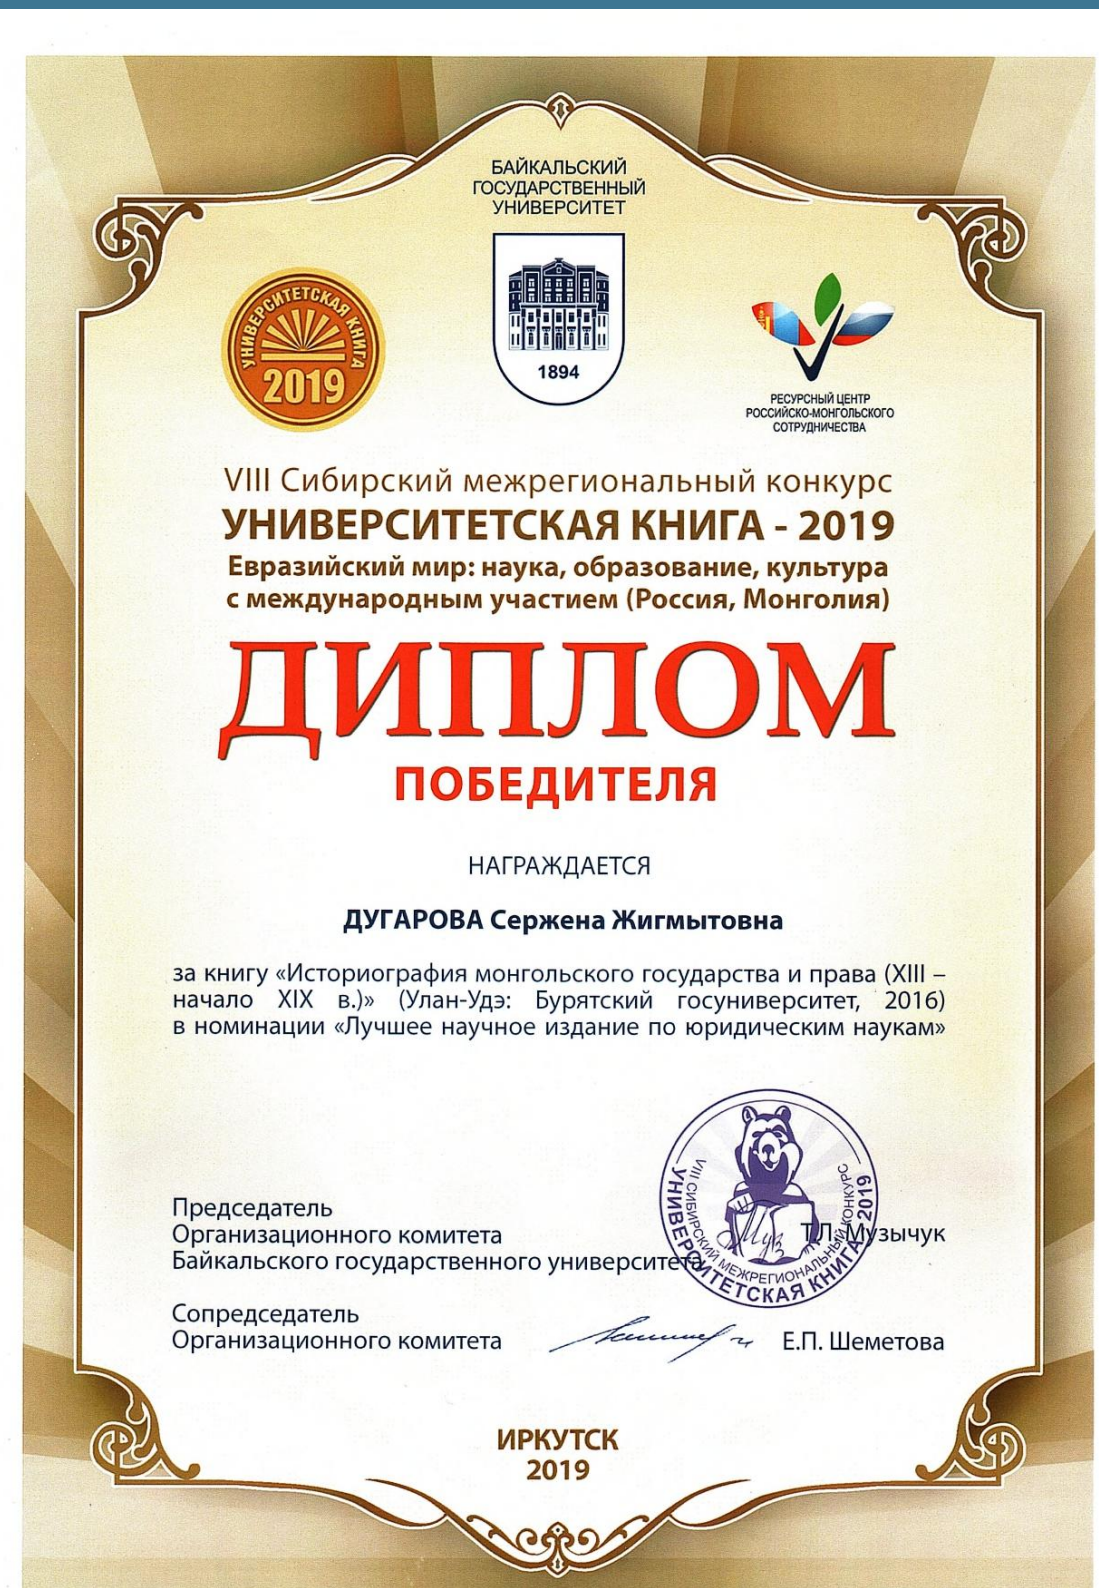 БАЙКАЛЬСКИЙ
ГОСУДАРСТВЕННЫЙ
УНИВЕРСИТЕТ
УНИВЕРСИТЕТСКАЯ КНИГА
2019
1894
РЕСУРСНЫЙ ЦЕНТР
РОССИЙСКО-МОНГОЛЬСКОГО
СОТРУДНИЧЕСТВА
VIII Сибирский межрегиональный конкурс
УНИВЕРСИТЕТСКАЯ КНИГА - 2019
Евразийский мир: наука, образование, культура
с международным участием (Россия, Монголия)
ДИПЛОМ
ПОБЕДИТЕЛЯ
НАГРАЖДАЕТСЯ
ДУГАРОВА Сержена Жигмытовна
за книгу «Историография монгольского государства и права (XIII –
начало XIX в.)» (Улан-Удэ: Бурятский госуниверситет, 2016)
в номинации «Лучшее научное издание по юридическим наукам»
Председатель
Организационного комитета
Байкальского государственного университета
Т.Л. Музычук
VIII СИБИРСКИЙ МЕЖРЕГИОНАЛЬНЫЙ КОНКУРС
УНИВЕРСИТЕТСКАЯ КНИГА 2019
Сопредседатель
Организационного комитета
Е.П. Шеметова
ИРКУТСК
2019